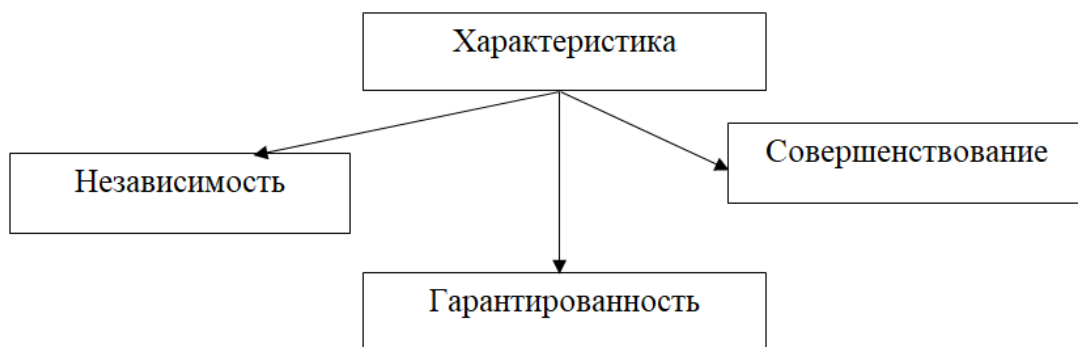 Характеристика
Независимость
Совершенствование
Гарантированность